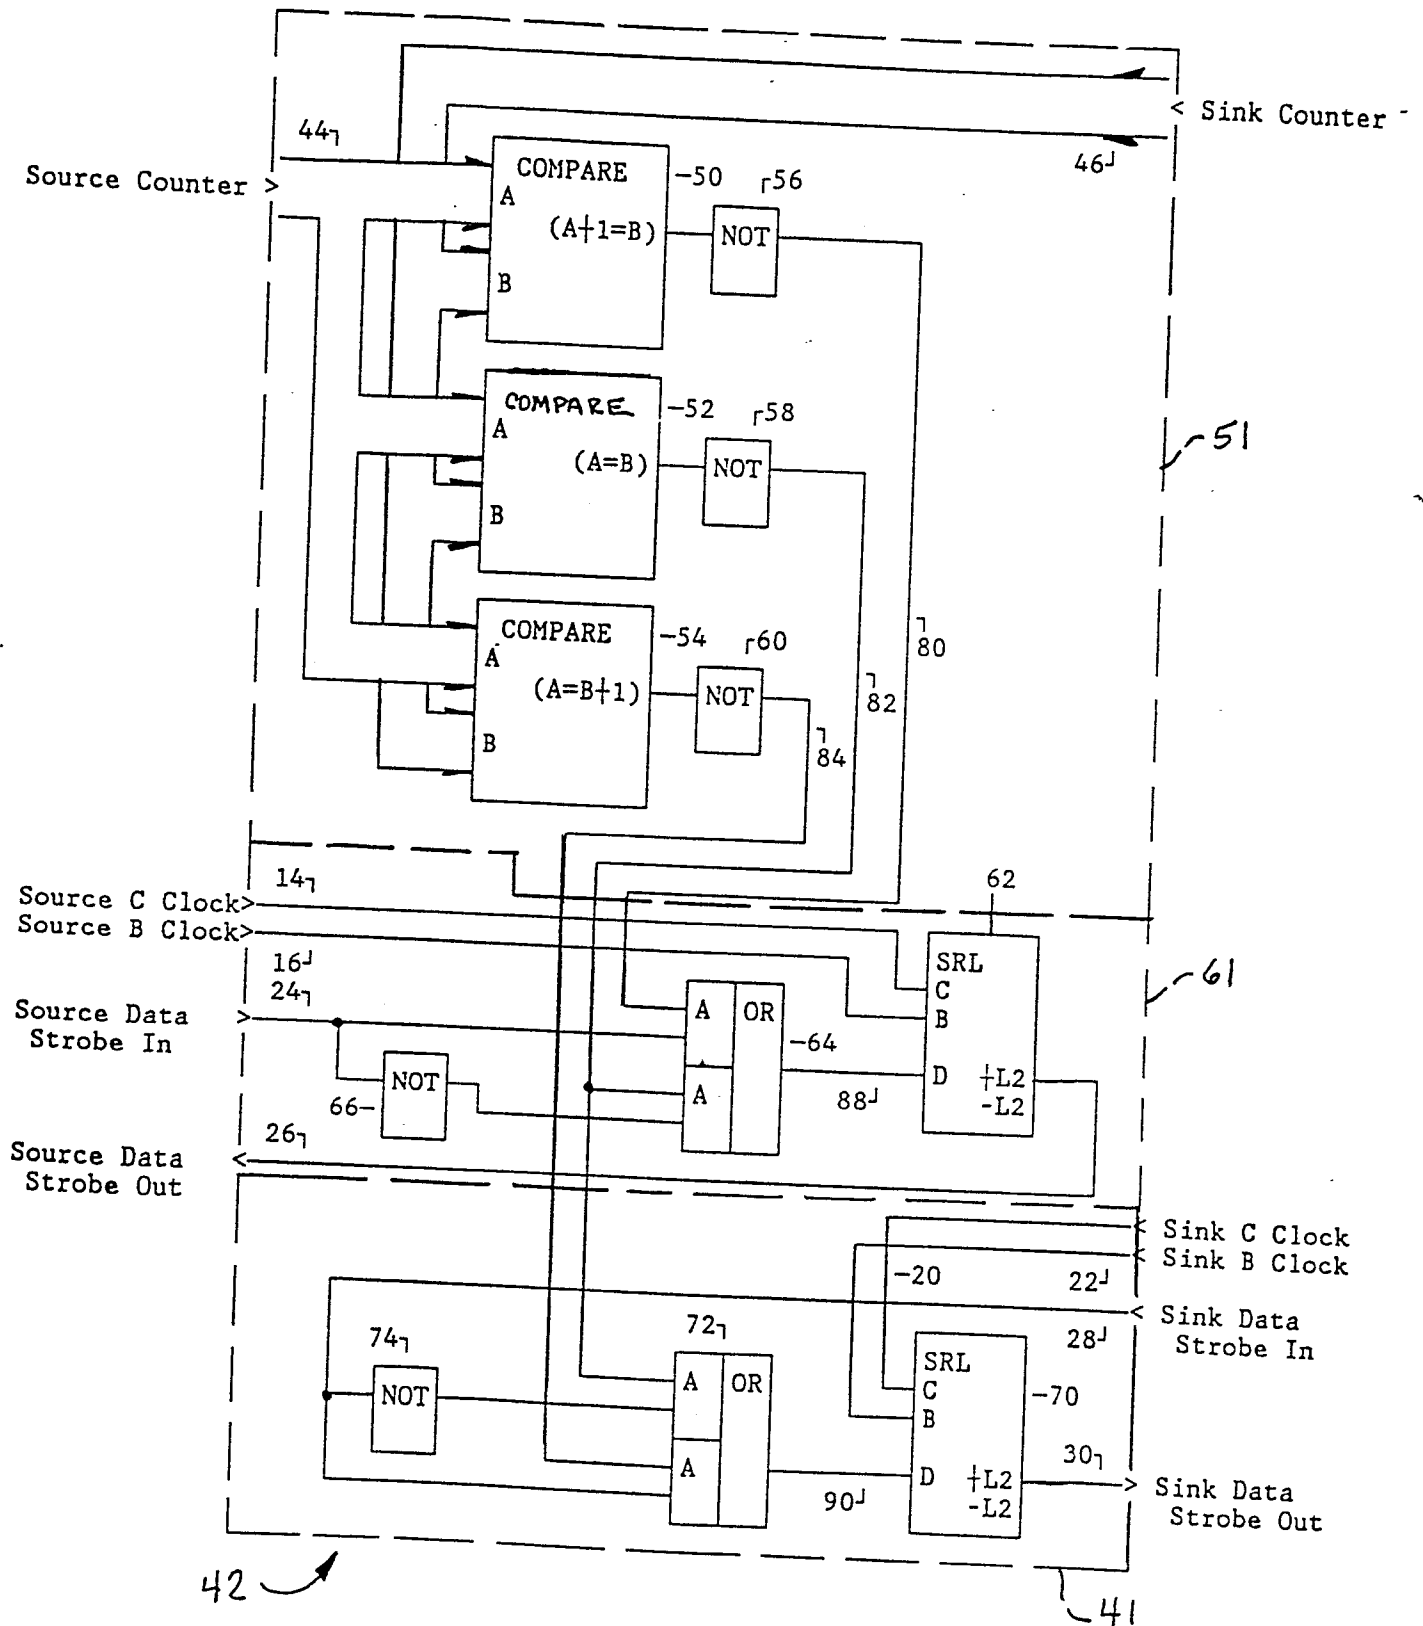 < Sink Counter
44
46
Source Counter >
COMPARE
A
(A+1=B)
B
50
56
NOT
COMPARE
A
(A=B)
B
52
58
NOT
51
COMPARE
A
(A=B+1)
B
54
60
NOT
80
82
84
14
Source C Clock>
Source B Clock>
16
62
SRL
C
B
D
+L2
-L2
61
24
Source Data >
Strobe In
A
OR
A
64
NOT
66
88
26
Source Data <
Strobe Out
< Sink C Clock
< Sink B Clock
20
22
< Sink Data
Strobe In
28
74
NOT
72
A
OR
A
SRL
C
B
D
+L2
-L2
70
30
90
> Sink Data
Strobe Out
42
41